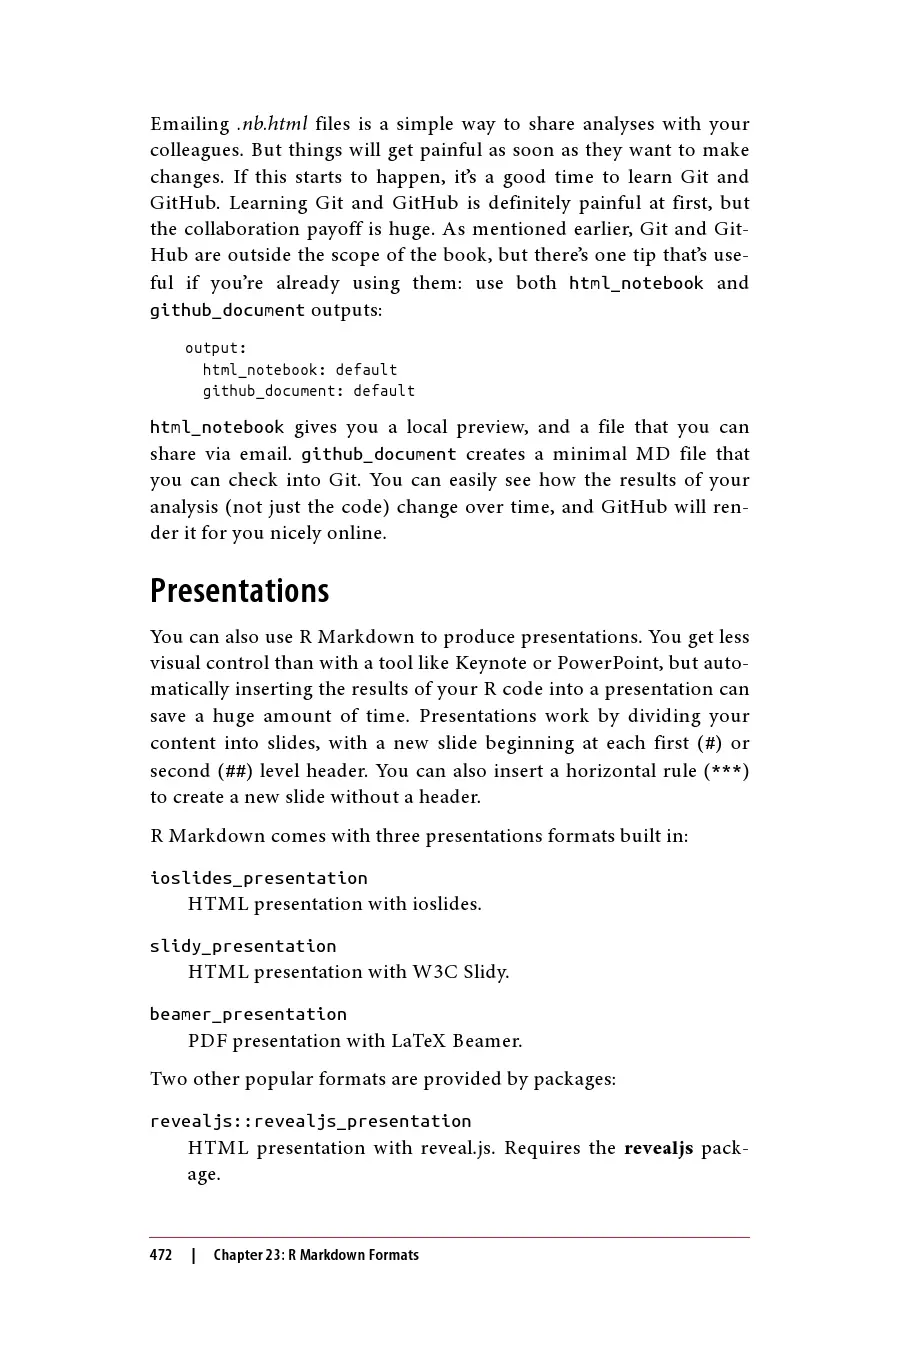 Emailing .nb.html files is a simple way to share analyses with your
colleagues. But things will get painful as soon as they want to make
changes. If this starts to happen, it’s a good time to learn Git and
GitHub. Learning Git and GitHub is definitely painful at first, but
the collaboration payoff is huge. As mentioned earlier, Git and Git-
Hub are outside the scope of the book, but there’s one tip that’s use-
ful if you’re already using them: use both html_notebook and
github_document outputs:
output:
  html_notebook: default
  github_document: default
html_notebook gives you a local preview, and a file that you can
share via email. github_document creates a minimal MD file that
you can check into Git. You can easily see how the results of your
analysis (not just the code) change over time, and GitHub will ren-
der it for you nicely online.
Presentations
You can also use R Markdown to produce presentations. You get less
visual control than with a tool like Keynote or PowerPoint, but auto-
matically inserting the results of your R code into a presentation can
save a huge amount of time. Presentations work by dividing your
content into slides, with a new slide beginning at each first (#) or
second (##) level header. You can also insert a horizontal rule (***)
to create a new slide without a header.
R Markdown comes with three presentations formats built in:
ioslides_presentation
HTML presentation with ioslides.
slidy_presentation
HTML presentation with W3C Slidy.
beamer_presentation
PDF presentation with LaTeX Beamer.
Two other popular formats are provided by packages:
revealjs::revealjs_presentation
HTML presentation with reveal.js. Requires the revealjs pack-
age.
472 | Chapter 23: R Markdown Formats